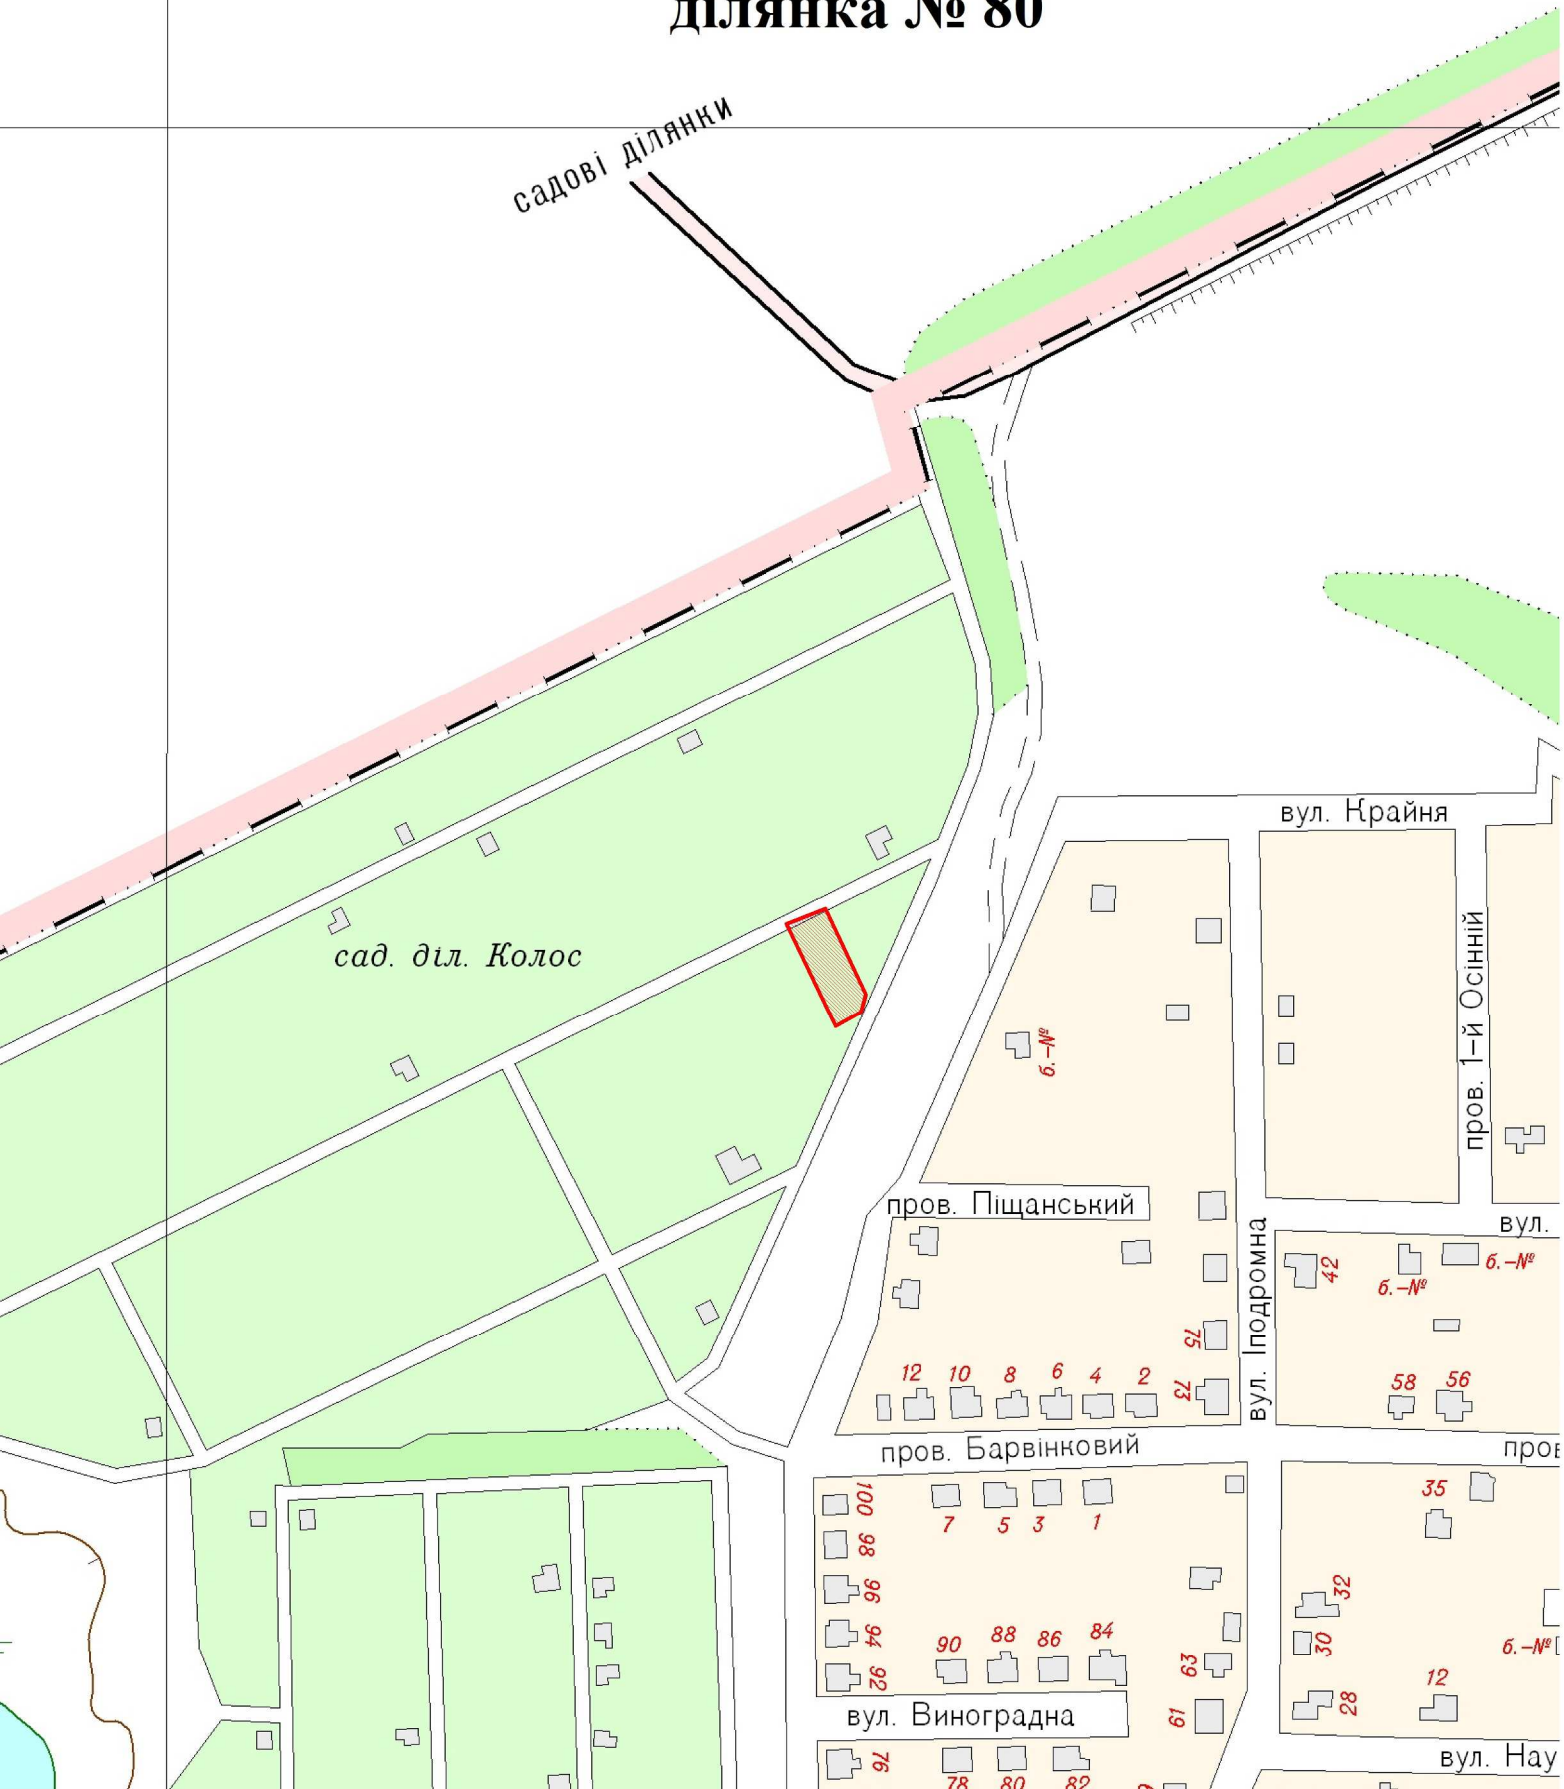 ділянка № 80
садові ділянки
вул. Крайня
пров. 1-й Осінній
сад. діл. Колос
б.-№
пров. Піщанський
вул.
вул. Іподромна
42
б.-№
б.-№
75
73
12 10 8 6 4 2
58 56
пров. Барвінковий
пров
100
98
96
94
92
7 5 3 1
35
32
30
28
90 88 86 84
63
61
б.-№
12
вул. Виноградна
вул. Нау
76
78 80 82